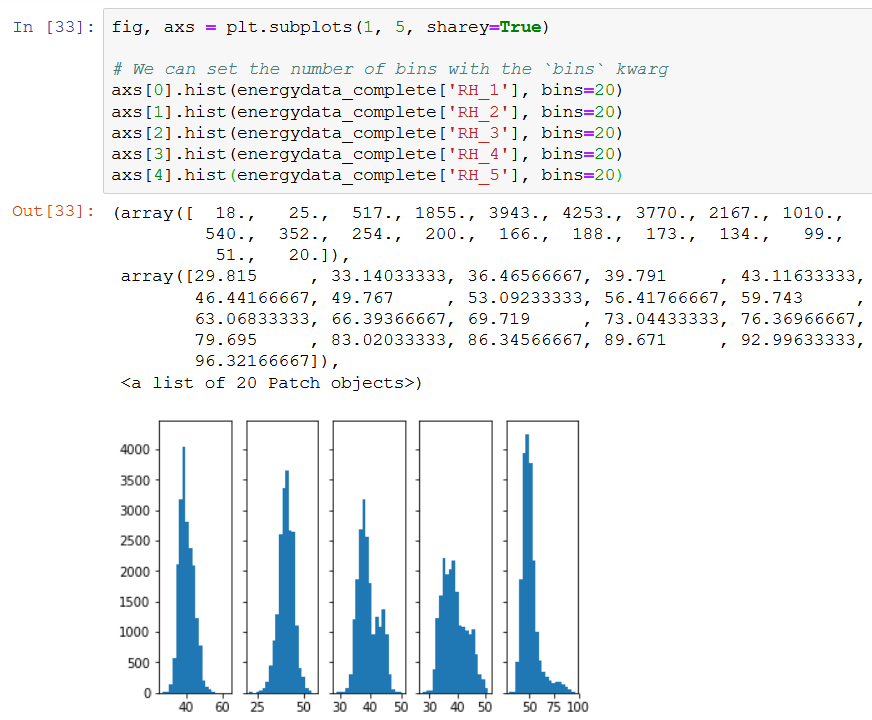 In [33]: fig, axs = plt.subplots(1, 5, sharey=True)
# We can set the number of bins with the `bins` kwarg
axs[0].hist(energydata_complete['RH_1'], bins=20)
axs[1].hist(energydata_complete['RH_2'], bins=20)
axs[2].hist(energydata_complete['RH_3'], bins=20)
axs[3].hist(energydata_complete['RH_4'], bins=20)
axs[4].hist(energydata_complete['RH_5'], bins=20)
Out[33]: (array([  18.,   25.,  517., 1855., 3943., 4253., 3770., 2167., 1010.,
540.,  352.,  254.,  200.,  166.,  188.,  173.,  134.,   99.,
51.,   20.]),
array([29.815     , 33.14033333, 36.46566667, 39.791     , 43.11633333,
46.44166667, 49.767     , 53.09233333, 56.41766667, 59.743     ,
63.06833333, 66.39366667, 69.719     , 73.04433333, 76.36966667,
79.695     , 83.02033333, 86.34566667, 89.671     , 92.99633333,
96.32166667]),
<a list of 20 Patch objects>)
4000
3500
3000
2500
2000
1500
1000
500
0
40 60 25 50 30 40 50 30 40 50 50 75 100